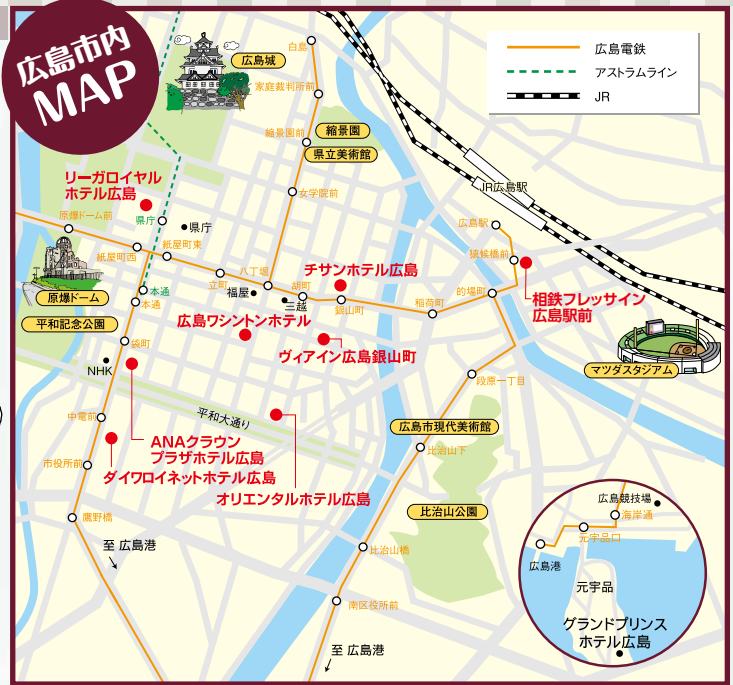 広島市内
MAP
広島電鉄
アストラムライン
JR
白島
広島城
家庭裁判所前
縮景園前
縮景園
県立美術館
リーガロイヤル
ホテル広島
女学院前
JR広島駅
原爆ドーム前
県庁
県庁
広島駅
紙屋町西
紙屋町東
猿候橋前
八丁堀
チサンホテル広島
立町
福屋
胡町
三越
銀山町
稲荷町
的場町
相鉄フレッサイン
広島駅前
原爆ドーム
本通
本通
平和記念公園
広島ワシントンホテル
袋町
ヴィアイン広島銀山町
NHK
マツダスタジアム
段原一丁目
中電前
平和大通り
広島市現代美術館
ANAクラウン
プラザホテル広島
比治山下
市役所前
ダイワロイネットホテル広島
オリエンタルホテル広島
鷹野橋
比治山公園
広島競技場
海岸通
元宇品口
至 広島港
比治山橋
広島港
元宇品
南区役所前
グランドプリンス
ホテル広島
至 広島港